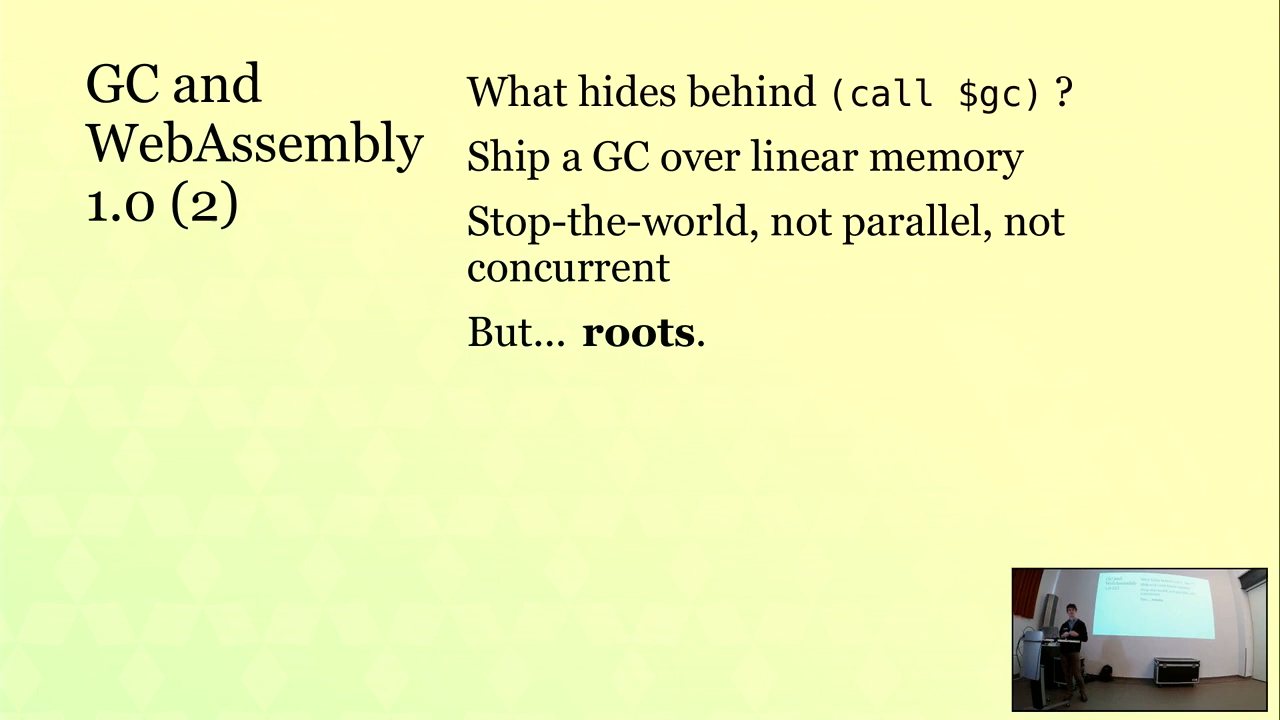 GC and
WebAssembly
1.0 (2)
What hides behind (call $gc) ?
Ship a GC over linear memory
Stop-the-world, not parallel, not
concurrent
But... roots.